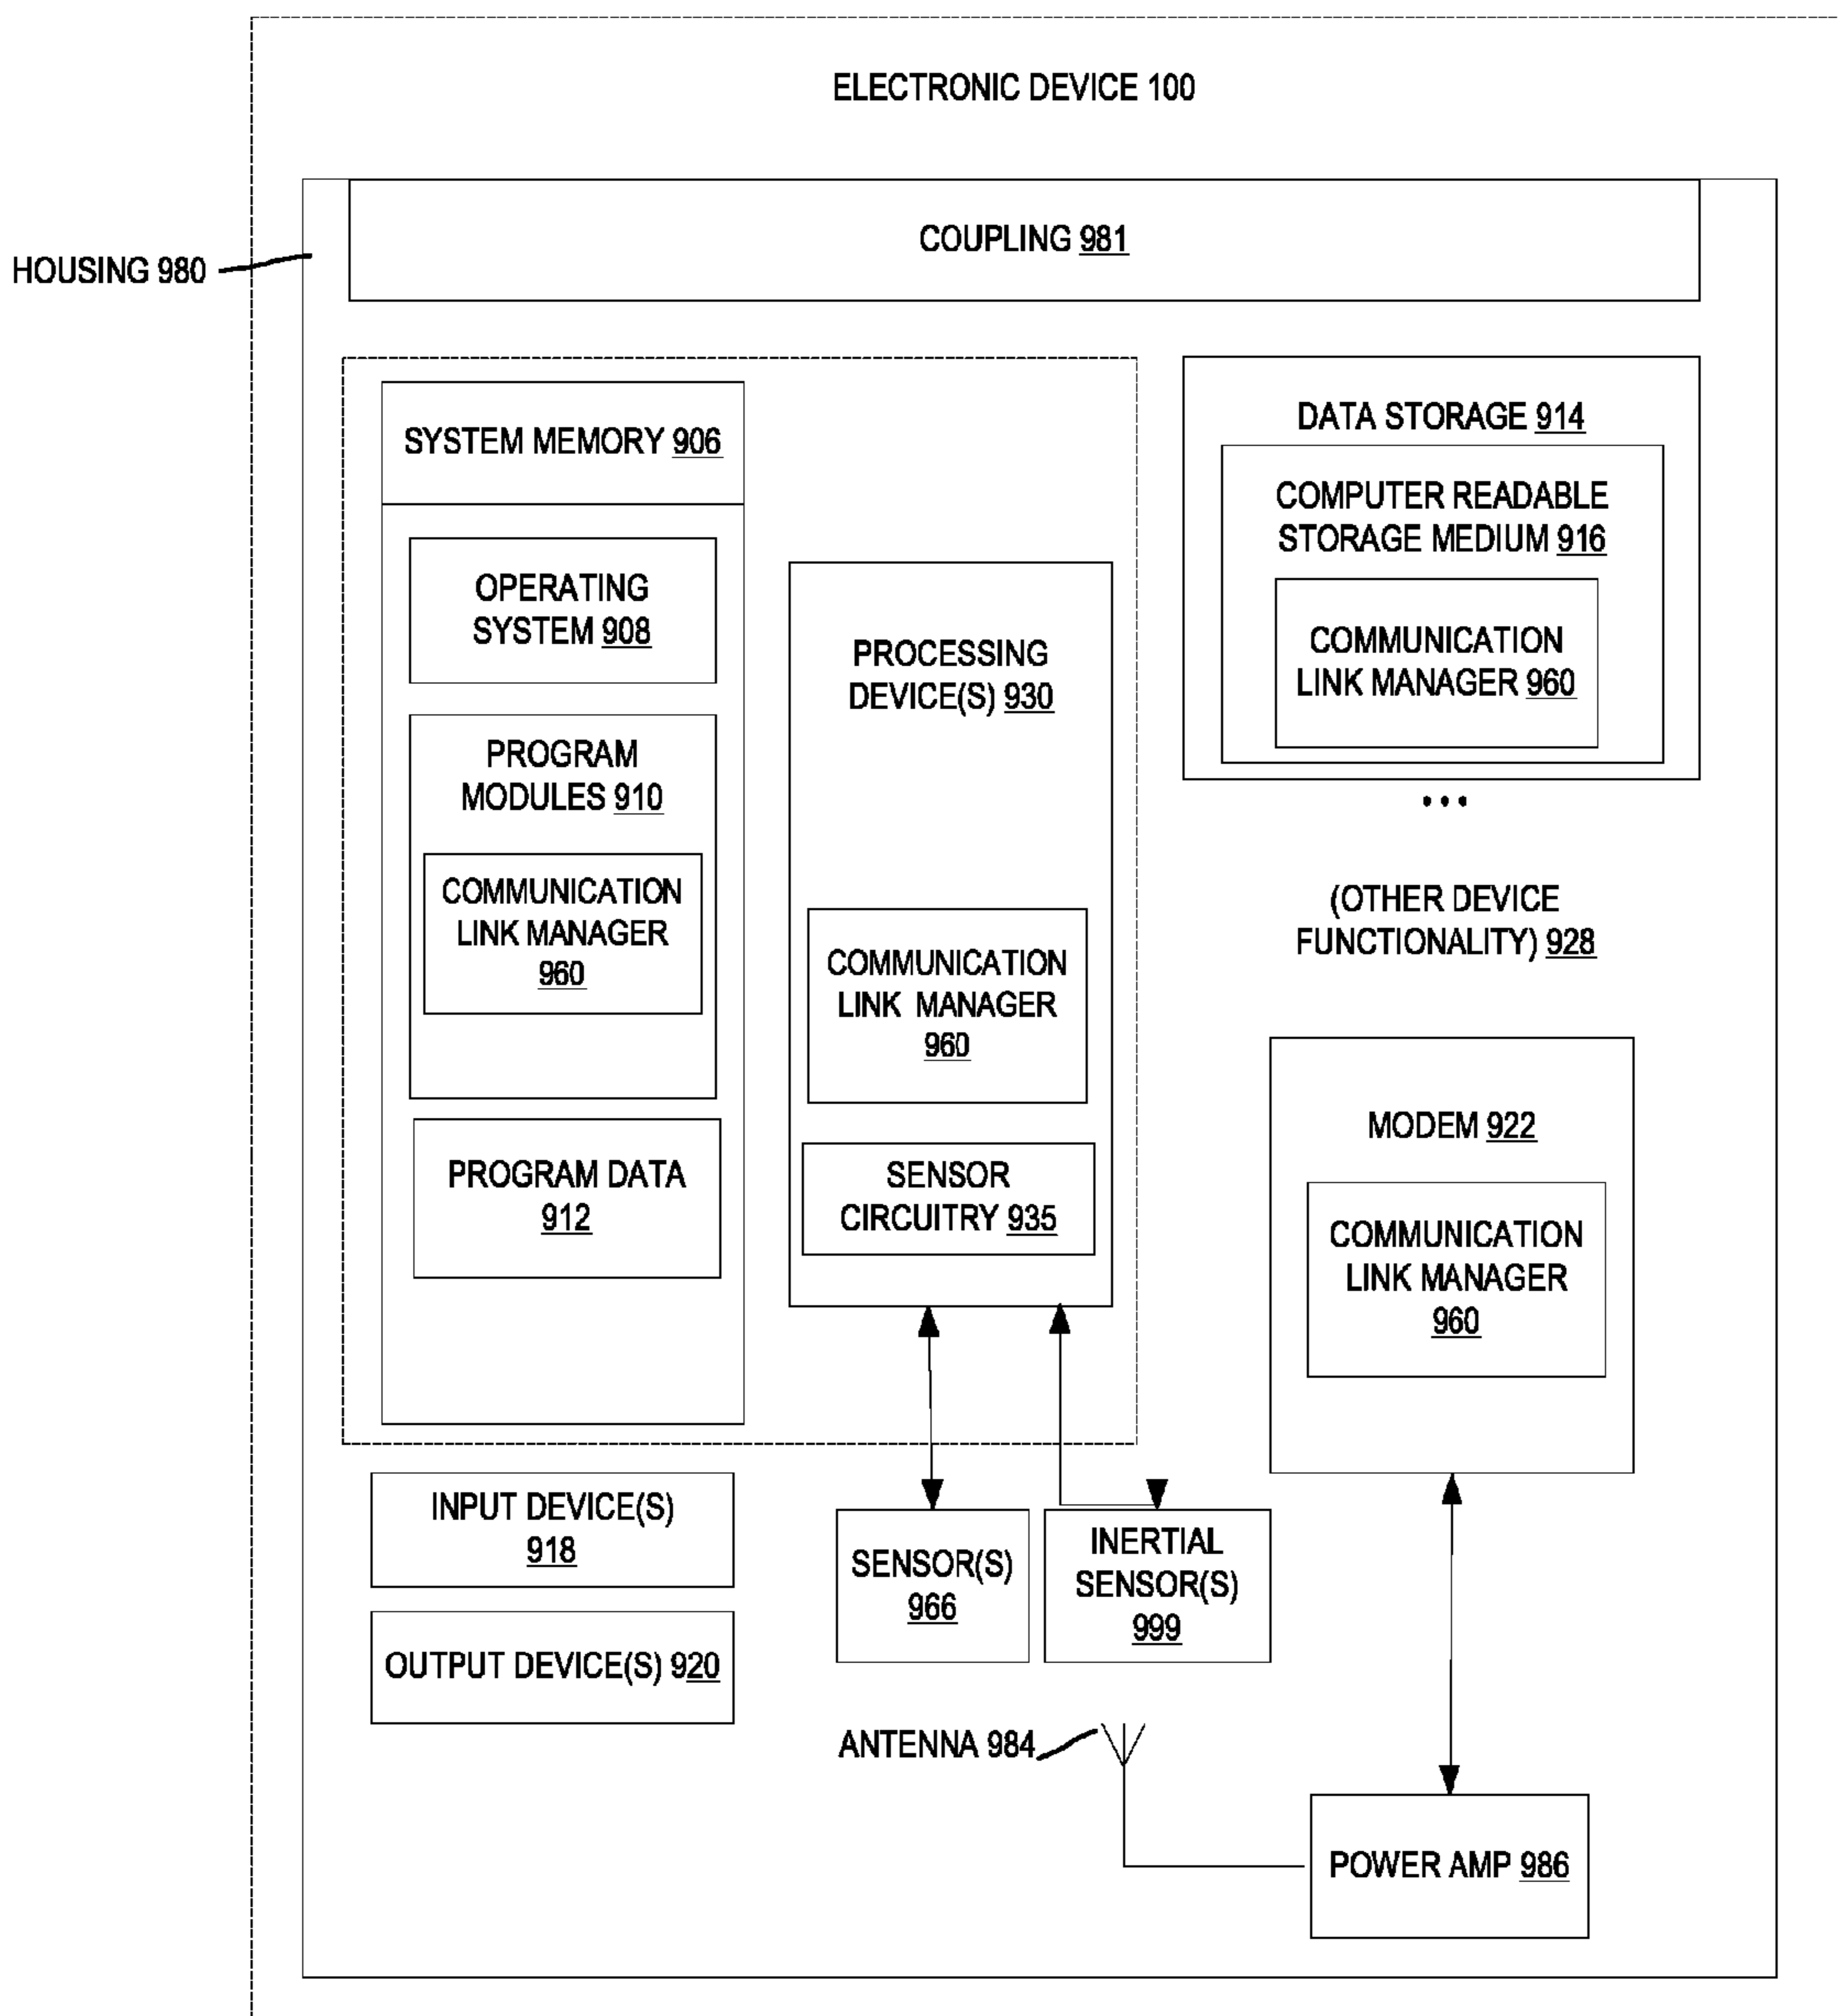 ELECTRONIC DEVICE 100
COUPLING 981
HOUSING 980
SYSTEM MEMORY 906
OPERATING
SYSTEM 908
PROGRAM
MODULES 910
COMMUNICATION
LINK MANAGER
960
PROGRAM DATA
912
PROCESSING
DEVICE(S) 930
COMMUNICATION
LINK MANAGER
960
SENSOR
CIRCUITRY 935
DATA STORAGE 914
COMPUTER READABLE
STORAGE MEDIUM 916
COMMUNICATION
LINK MANAGER 960
•••
(OTHER DEVICE
FUNCTIONALITY) 928
MODEM 922
COMMUNICATION
LINK MANAGER
960
INPUT DEVICE(S)
918
OUTPUT DEVICE(S) 920
SENSOR(S)
966
INERTIAL
SENSOR(S)
999
ANTENNA 984
POWER AMP 986